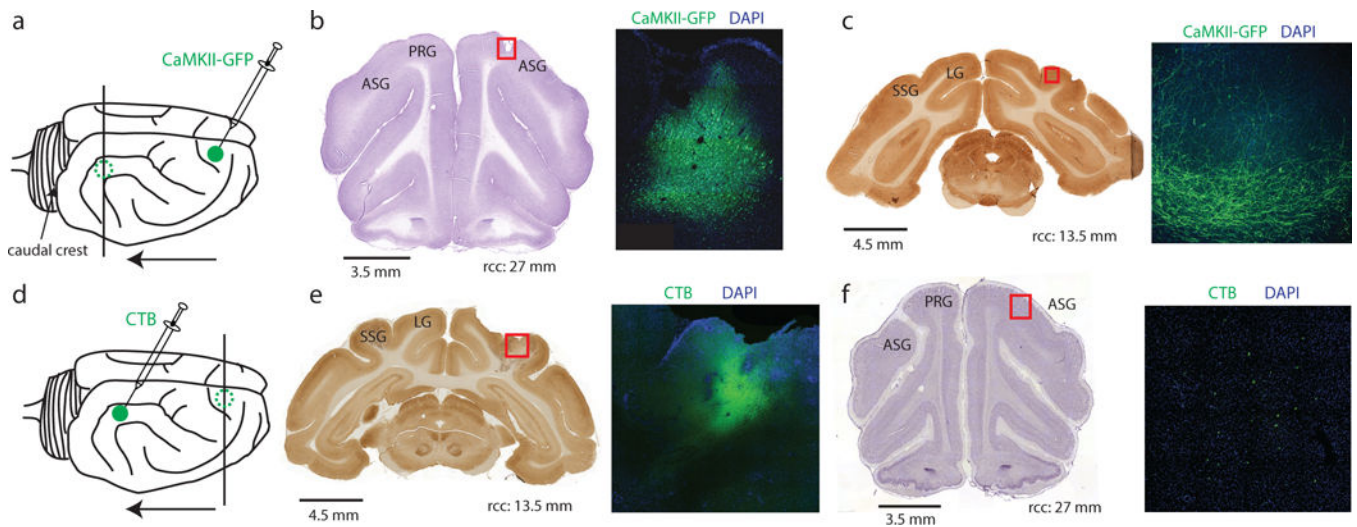 a
CaMKII-GFP
caudal crest
b
PRG
ASG
ASG
3.5 mm
rcc: 27 mm
CaMKII-GFP DAPI
c
LG
SSG
4.5 mm
rcc: 13.5 mm
CaMKII-GFP DAPI
d
CTB
e
LG
SSG
4.5 mm
rcc: 13.5 mm
CTB DAPI
f
PRG
ASG
ASG
3.5 mm
rcc: 27 mm
CTB DAPI